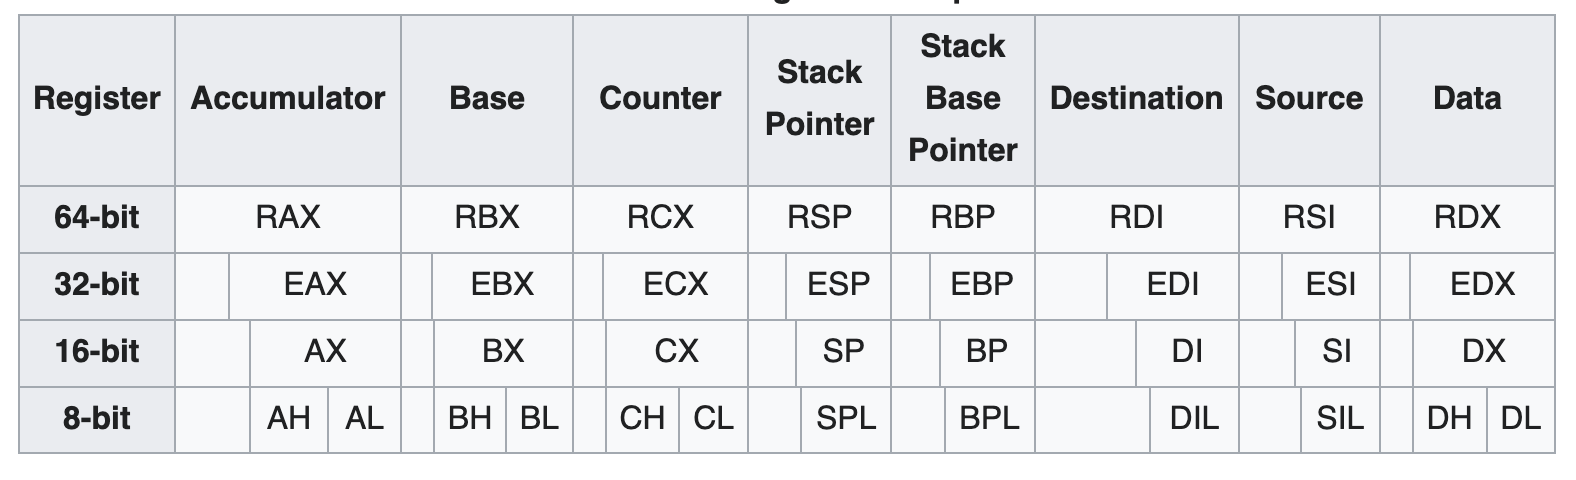 Register Accumulator Base Counter Stack Pointer Stack Base Pointer Destination Source Data
64-bit RAX RBX RCX RSP RBP RDI RSI RDX
32-bit EAX EBX ECX ESP EBP EDI ESI EDX
16-bit AX BX CX SP BP DI SI DX
8-bit AH AL BH BL CH CL SPL BPL DIL SIL DH DL